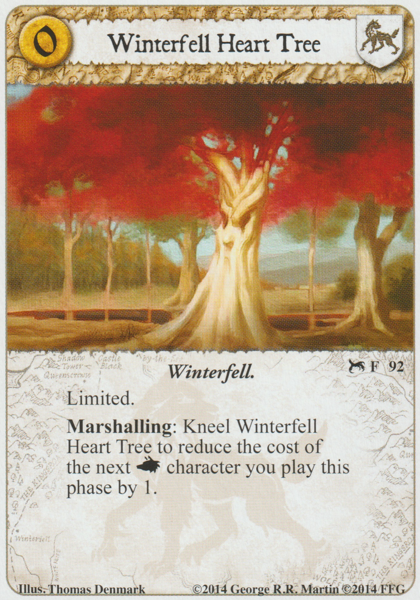 0
Winterfell Heart Tree
Winterfell.
F 92
Limited.
Marshalling: Kneel Winterfell
Heart Tree to reduce the cost of
the next character you play this
phase by 1.
Winterfell
Illus. Thomas Denmark
©2014 George R.R. Martin ©2014 FFG